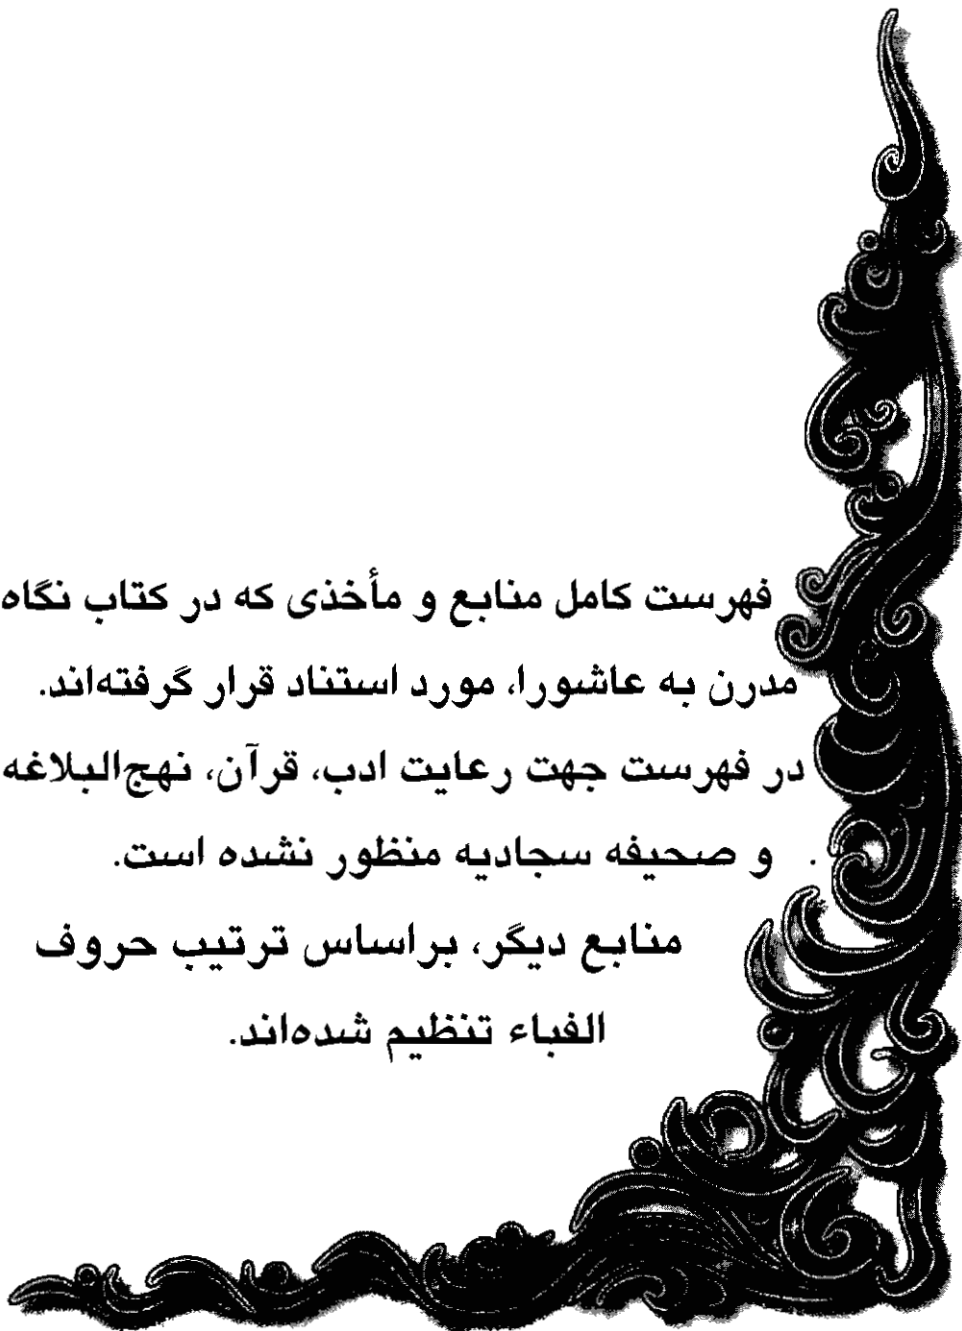 فهرست کامل منابع و مأخذی که در کتاب نگاه
مدرن به عاشورا، مورد استناد قرار گرفته‌اند.
در فهرست جهت رعایت ادب، قرآن، نهج‌البلاغه
و صحیفه سجادیه منظور نشده است.
منابع دیگر، براساس ترتیب حروف
الفباء تنظیم شده‌اند.